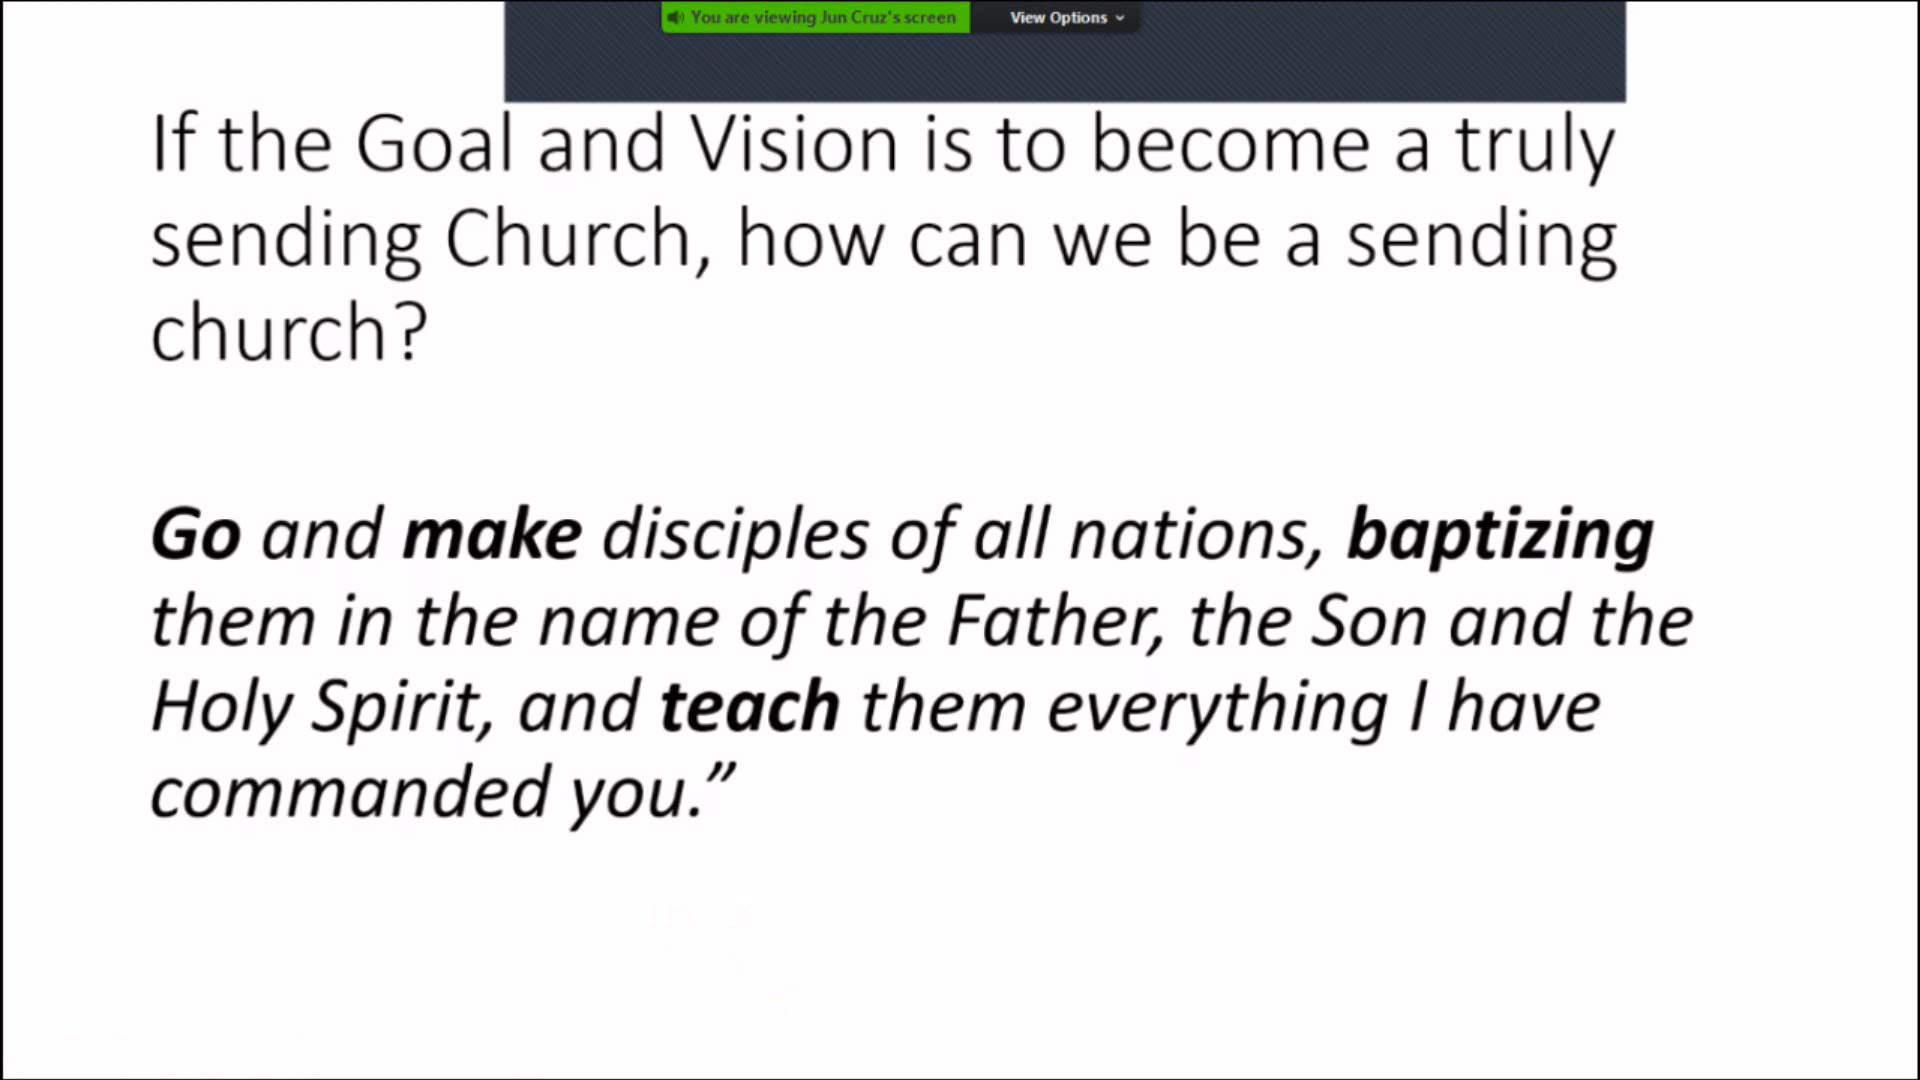 You are viewing Jun Cruz's screen View Options
If the Goal and Vision is to become a truly
sending Church, how can we be a sending
church?
Go and make disciples of all nations, baptizing
them in the name of the Father, the Son and the
Holy Spirit, and teach them everything I have
commanded you.”